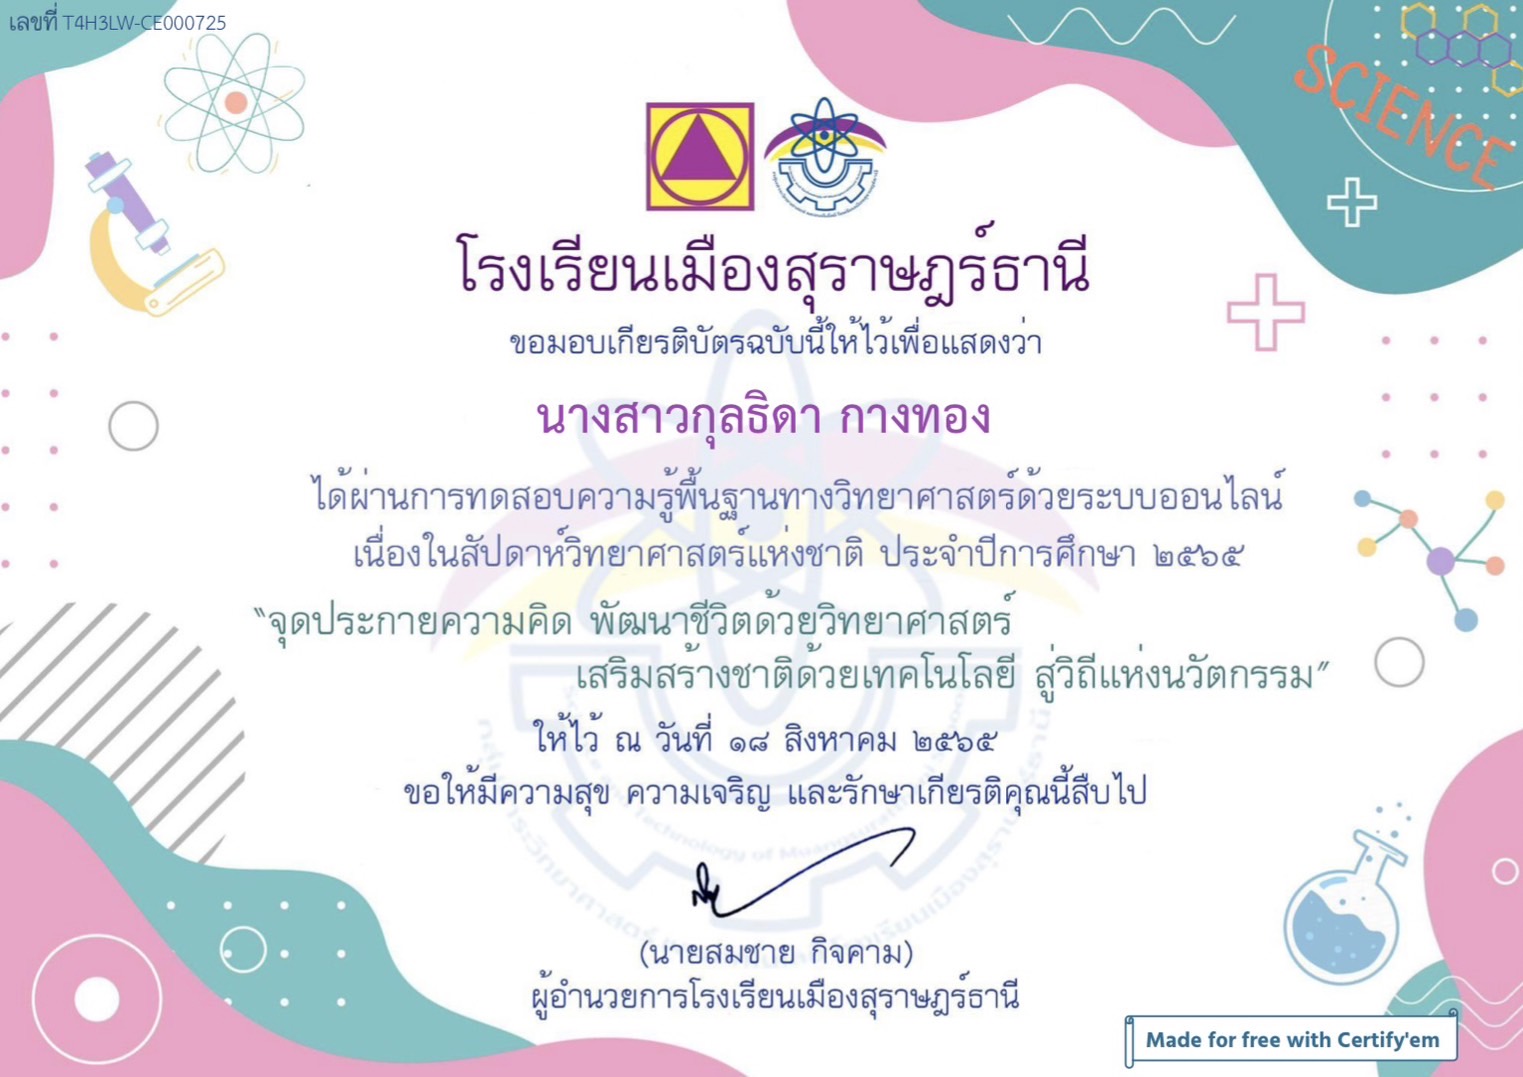 เลขที่ T4H3LW-CE000725
SCIENCE
โรงเรียนเมืองสุราษฎร์ธานี
ขอมอบเกียรติบัตรฉบับนี้ให้ไว้เพื่อแสดงว่า
นางสาวกุลธิดา กางทอง
ได้ผ่านการทดสอบความรู้พื้นฐานทางวิทยาศาสตร์ด้วยระบบออนไลน์
เนื่องในสัปดาห์วิทยาศาสตร์แห่งชาติ ประจำปีการศึกษา ๒๕๖๕
“จุดประกายความคิด พัฒนาชีวิตด้วยวิทยาศาสตร์
เสริมสร้างชาติด้วยเทคโนโลยี สู่วิถีแห่งนวัตกรรม”
ให้ไว้ ณ วันที่ ๑๘ สิงหาคม ๒๕๖๕
ขอให้มีความสุข ความเจริญ และรักษาเกียรติคุณนี้สืบไป
(นายสมชาย กิจคาม)
ผู้อำนวยการโรงเรียนเมืองสุราษฎร์ธานี
Made for free with Certify'em